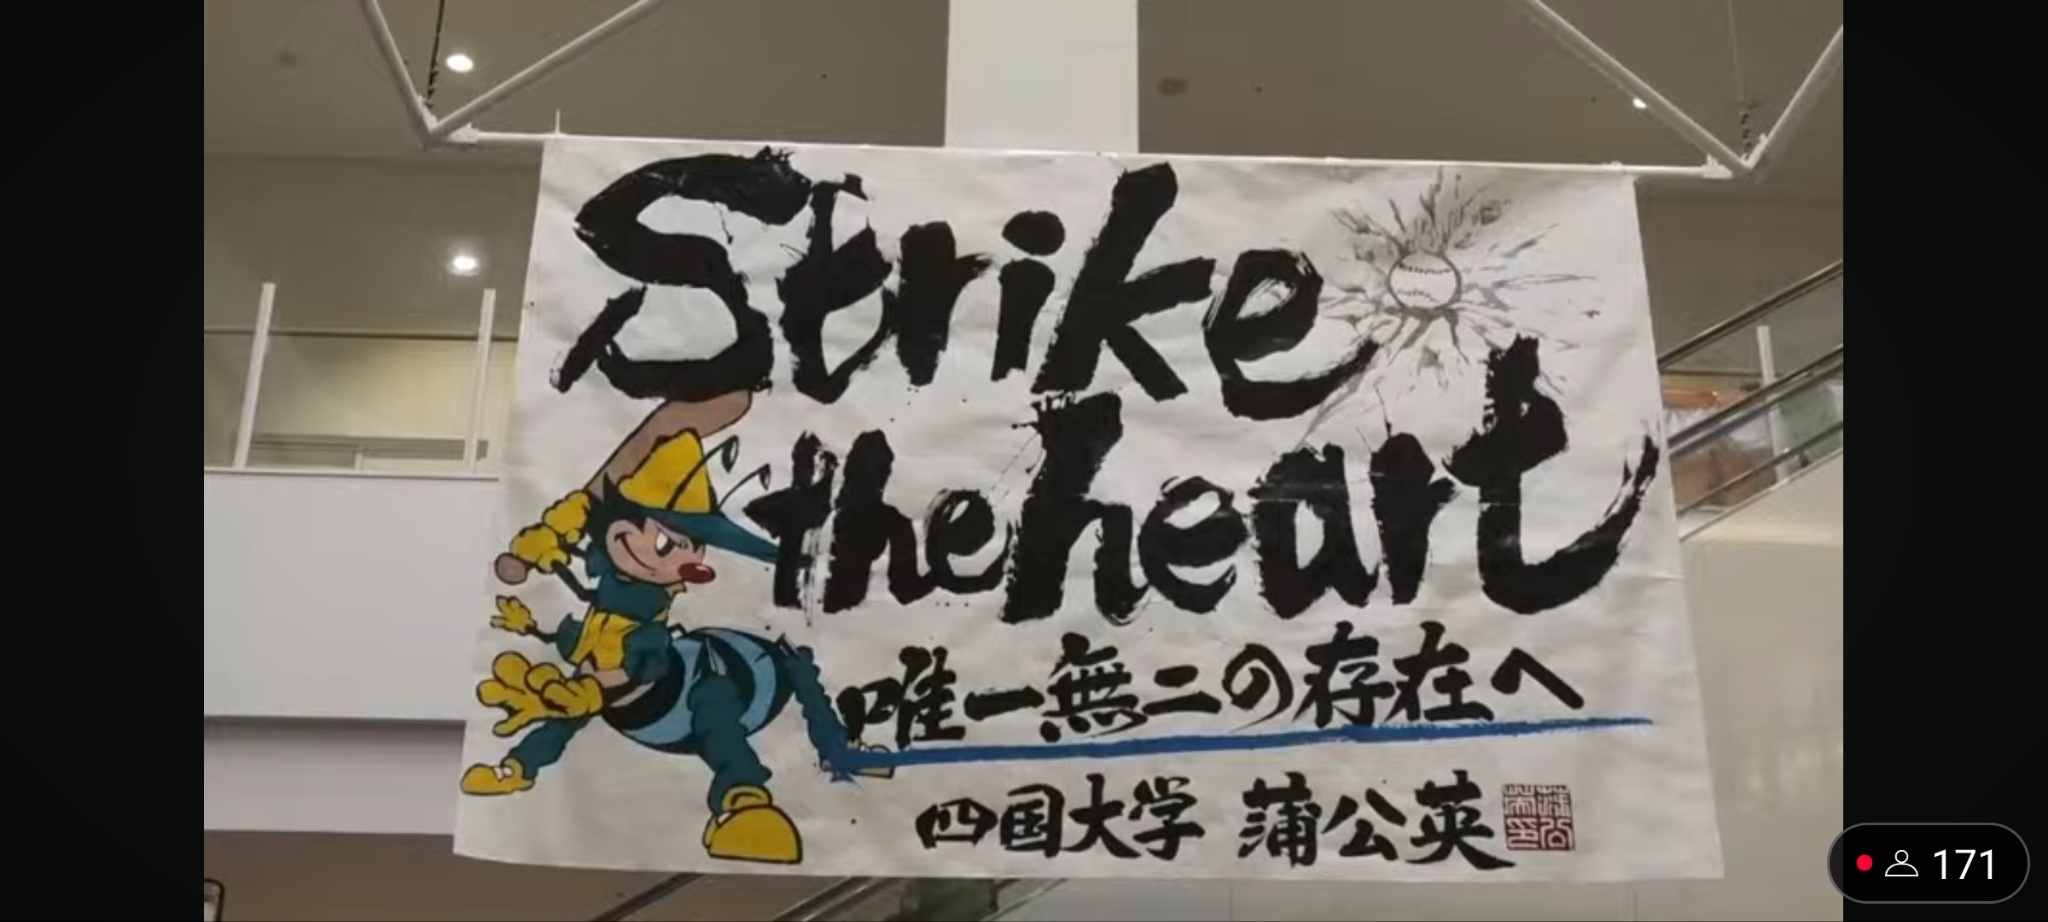 Strike
the heart
唯一無二の存在へ
四国大学 蒲公英
171